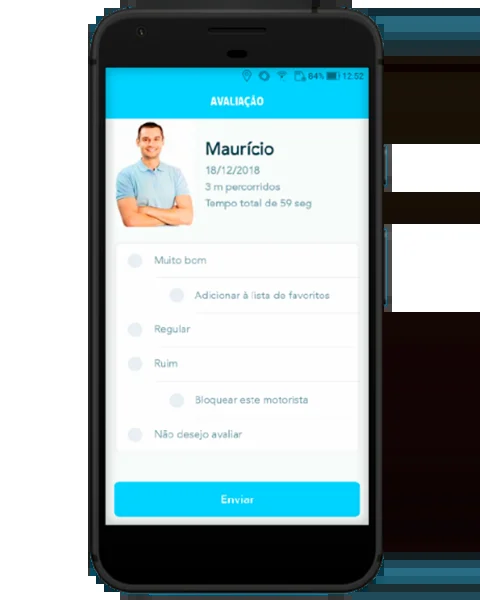 84% 12:52
AVALIAÇÃO
Maurício
18/12/2018
3 m percorridos
Tempo total de 59 seg
Muito bom
Adicionar à lista de favoritos
Regular
Ruim
Bloquear este motorista
Não desejo avaliar
Enviar